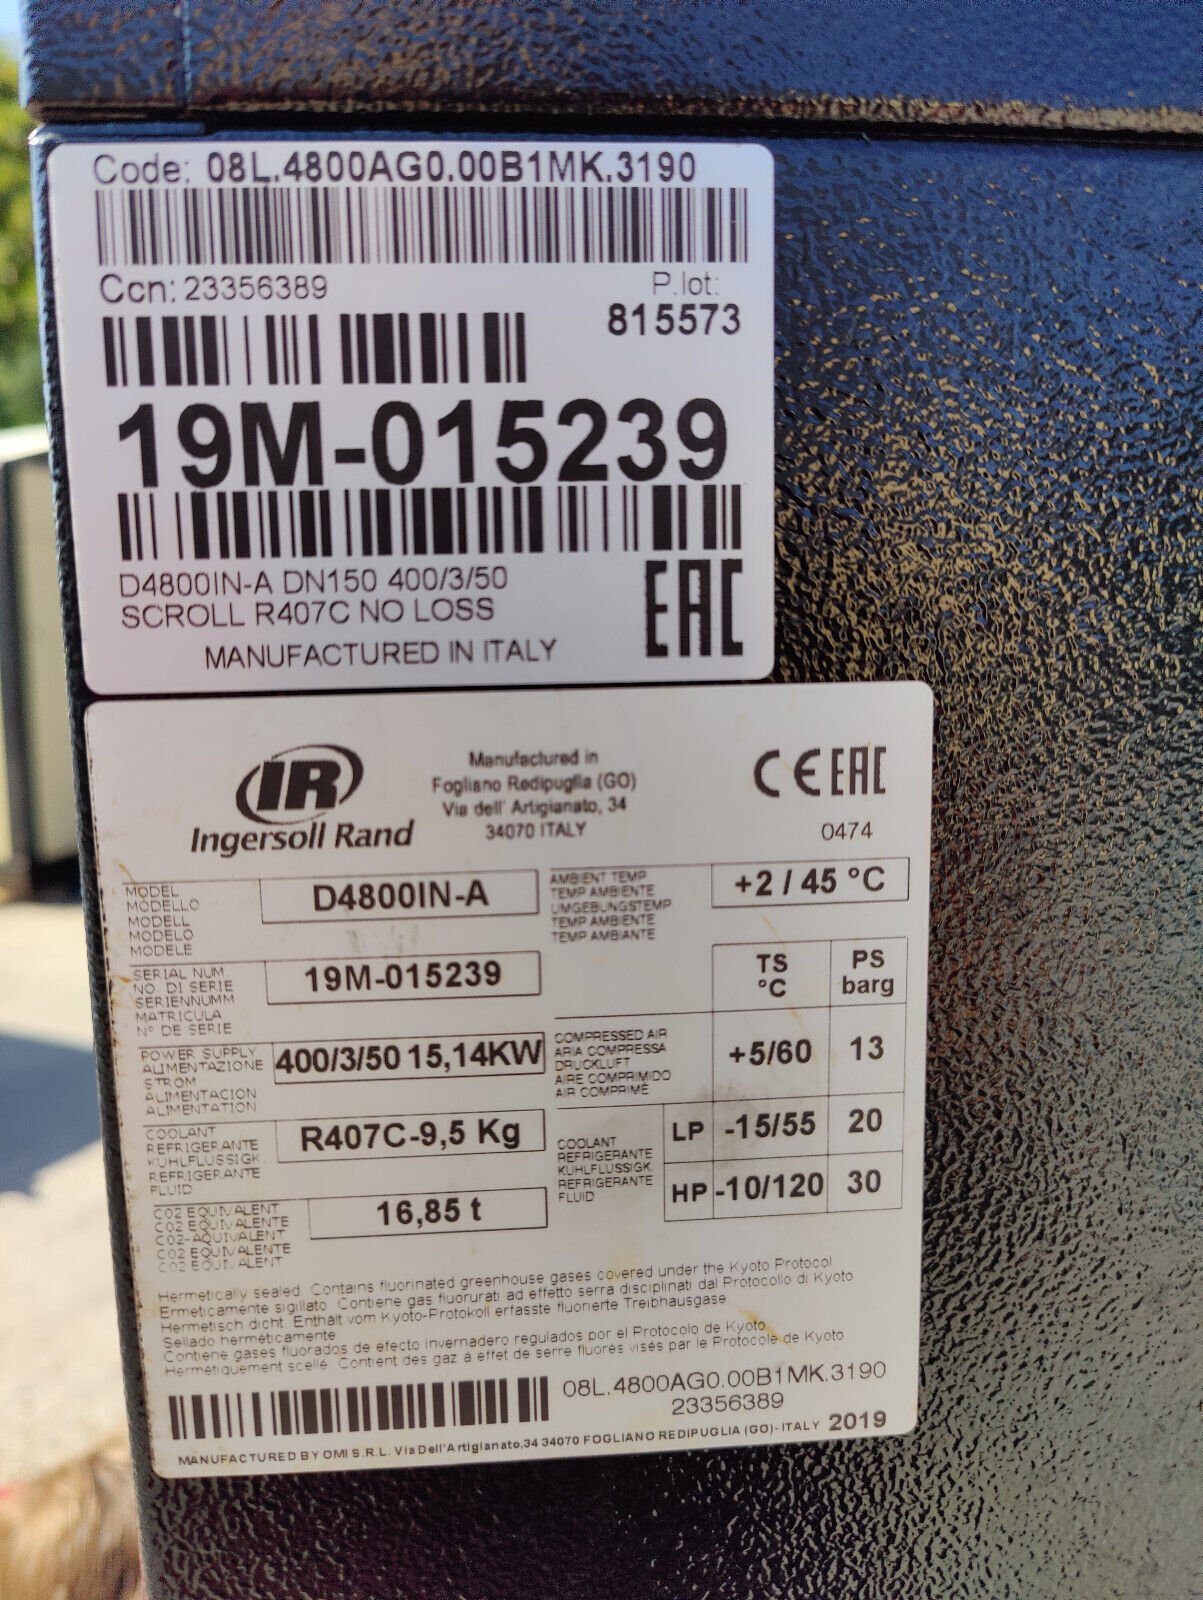 Code: 08L.4800AG0.00B1MK.3190
Ccn: 23356389
P.lot:
815573
19M-015239
D4800IN-A DN150 400/3/50
SCROLL R407C NO LOSS
MANUFACTURED IN ITALY
EAC
IR
Ingersoll Rand
Manufactured in
Fogliano Redipuglia (GO)
Via dell' Artigianato, 34
34070 ITALY
CE EAC
0474
MODEL
MODELLO
MODELL
MODELO
MODELE
D4800IN-A
AMBIENT TEMP
TEMP AMBIENTE
UMGEBUNGSTEMP
TEMP AMBIENTE
TEMP AMBIANTE
+2 / 45 °C
SERIAL NUM.
NO. DI SERIE
SERIENNUMM
MATRICULA
N° DE SERIE
19M-015239
TS
°C
PS
barg
POWER SUPPLY
ALIMENTAZIONE
STROM
ALIMENTACION
ALIMENTATION
400/3/50 15,14KW
COMPRESSED AIR
ARIA COMPRESSA
DRUCKLUFT
AIRE COMPRIMIDO
AIR COMPRIMÉ
+5/60
13
COOLANT
REFRIGERANTE
KUHLFLUSSIGK.
REFRIGERANTE
FLUID
R407C-9,5 Kg
COOLANT
REFRIGERANTE
KUHLFLUSSIGK.
REFRIGERANTE
FLUID
LP
-15/55
20
HP
-10/120
30
CO2 EQUIVALENT
CO2 EQUIVALENTE
CO2-AQUIVALENT
CO2 EQUIVALENTE
CO2 EQUIVALENT
16,85 t
Hermetically sealed. Contains fluorinated greenhouse gases covered under the Kyoto Protocol.
Ermeticamente sigillato. Contiene gas fluorurati ad effetto serra disciplinati dal Protocollo di Kyoto
Hermetisch dicht. Enthält vom Kyoto-Protokoll erfasste fluorierte Treibhausgase.
Sellado herméticamente
Contiene gases fluorados de efecto invernadero regulados por el Protocolo de Kyoto
Hermétiquement scellé. Contient des gaz à effet de serre fluorés visés par le Protocole de Kyoto
08L.4800AG0.00B1MK.3190
23356389
MANUFACTURED BY OMI S.R.L. Via Dell'Artigianato,34 34070 FOGLIANO REDIPUGLIA (GO)- ITALY 2019